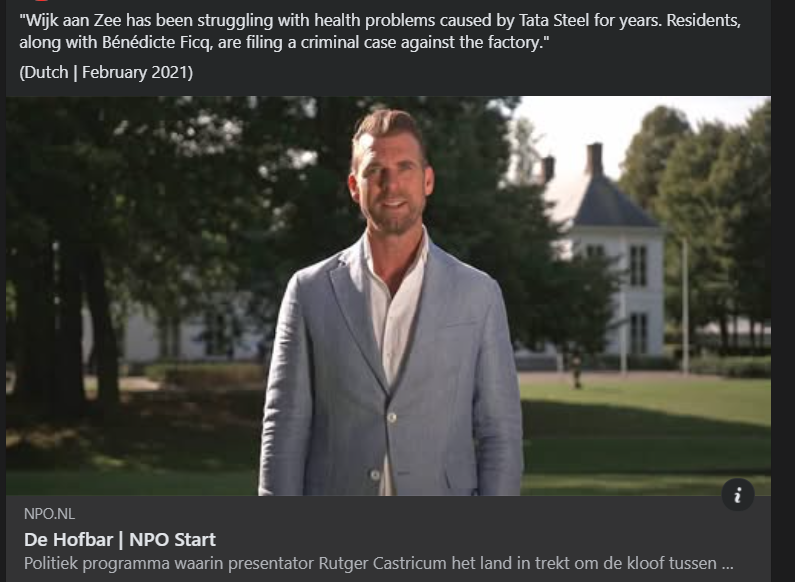 "Wijk aan Zee has been struggling with health problems caused by Tata Steel for years. Residents,
along with Bénédicte Ficq, are filing a criminal case against the factory."
(Dutch | February 2021)
i
NPO.NL
De Hofbar | NPO Start
Politiek programma waarin presentator Rutger Castricum het land in trekt om de kloof tussen ...